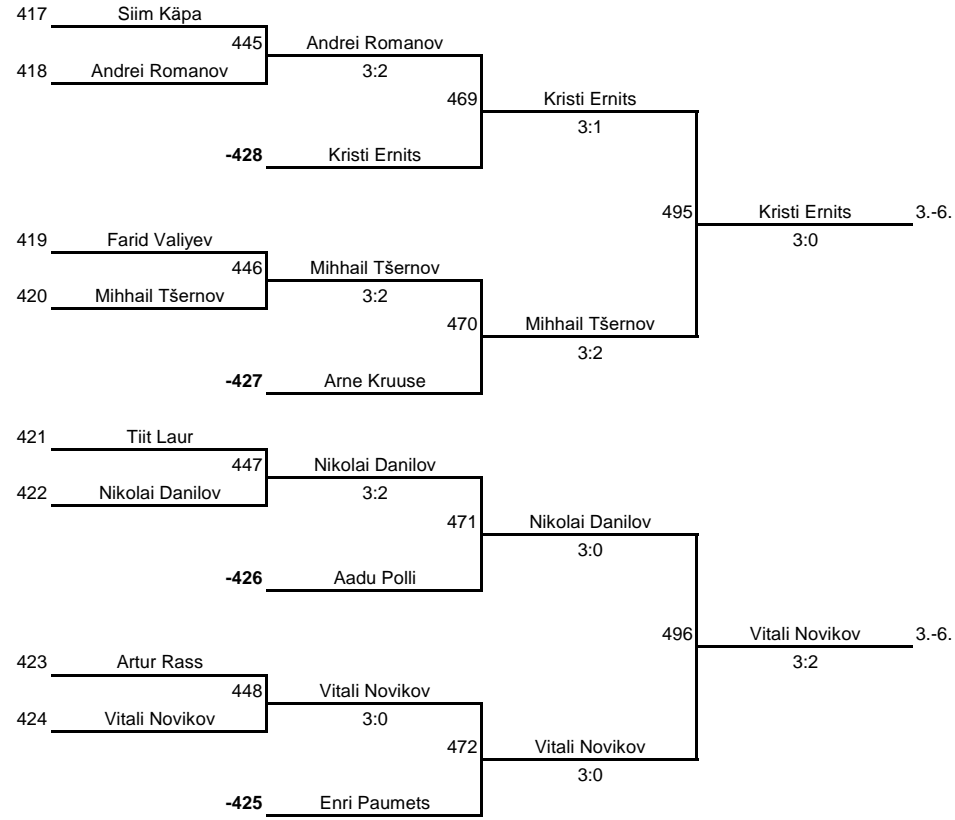 417 Siim Käpa
445 Andrei Romanov
418 Andrei Romanov 3:2
469 Kristi Ernits
3:1
-428 Kristi Ernits
495 Kristi Ernits 3.-6.
419 Farid Valiyev 3:0
446 Mihhail Tšernov
420 Mihhail Tšernov 3:2
470 Mihhail Tšernov
3:2
-427 Arne Kruuse
421 Tiit Laur
447 Nikolai Danilov
422 Nikolai Danilov 3:2
471 Nikolai Danilov
3:0
-426 Aadu Polli
496 Vitali Novikov 3.-6.
423 Artur Rass 3:2
448 Vitali Novikov
424 Vitali Novikov 3:0
472 Vitali Novikov
3:0
-425 Enri Paumets